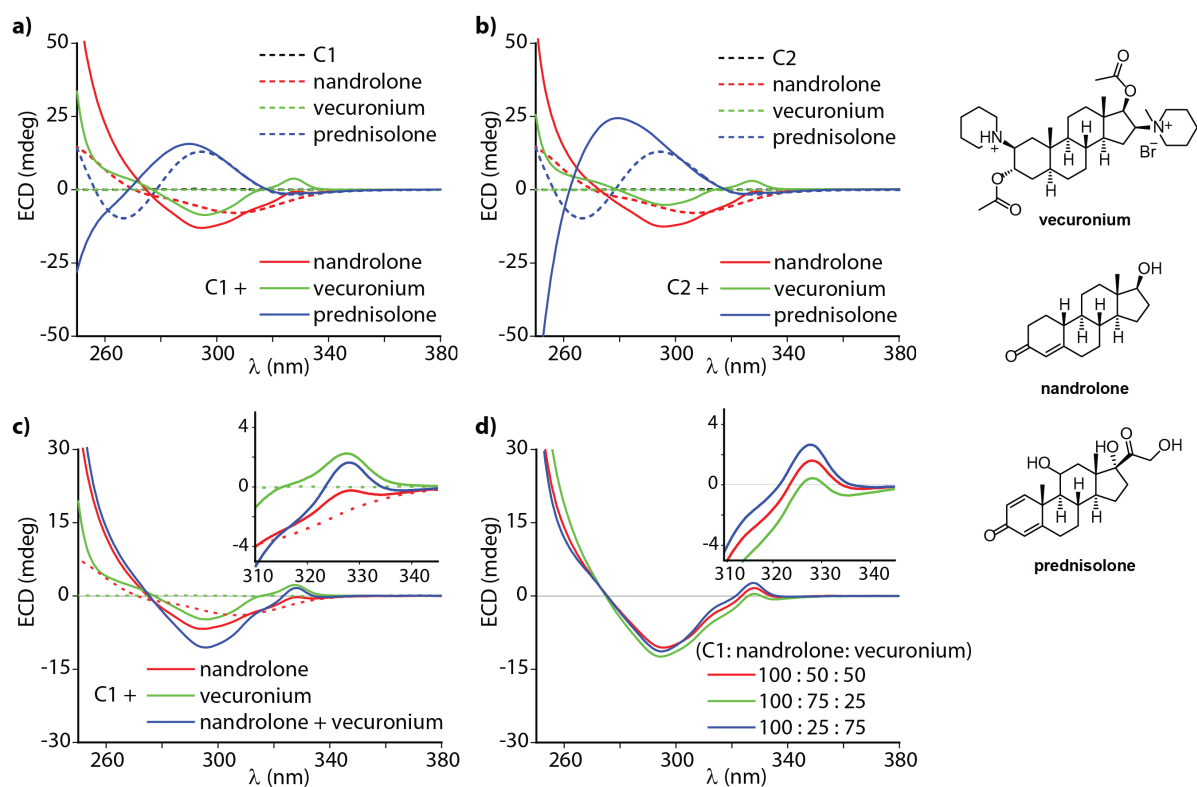 a)
50
25
0
-25
-50
ECD (mdeg)
C1
nandrolone
vecuronium
prednisolone
C1 +
nandrolone
vecuronium
prednisolone
260
300
340
380
λ (nm)
b)
50
25
0
-25
-50
ECD (mdeg)
C2
nandrolone
vecuronium
prednisolone
C2 +
nandrolone
vecuronium
prednisolone
260
300
340
380
λ (nm)
O
O
HN
+
H
H
H
H
N+
Br-
O
O
vecuronium
OH
H
H
H
H
O
nandrolone
O
OH
HO
HO
H
H
H
O
prednisolone
c)
30
15
0
-15
-30
ECD (mdeg)
4
0
-4
310
320
330
340
C1 +
nandrolone
vecuronium
nandrolone + vecuronium
260
300
340
380
λ (nm)
d)
30
15
0
-15
-30
ECD (mdeg)
4
0
-4
310
320
330
340
(C1: nandrolone: vecuronium)
100 : 50 : 50
100 : 75 : 25
100 : 25 : 75
260
300
340
380
λ (nm)